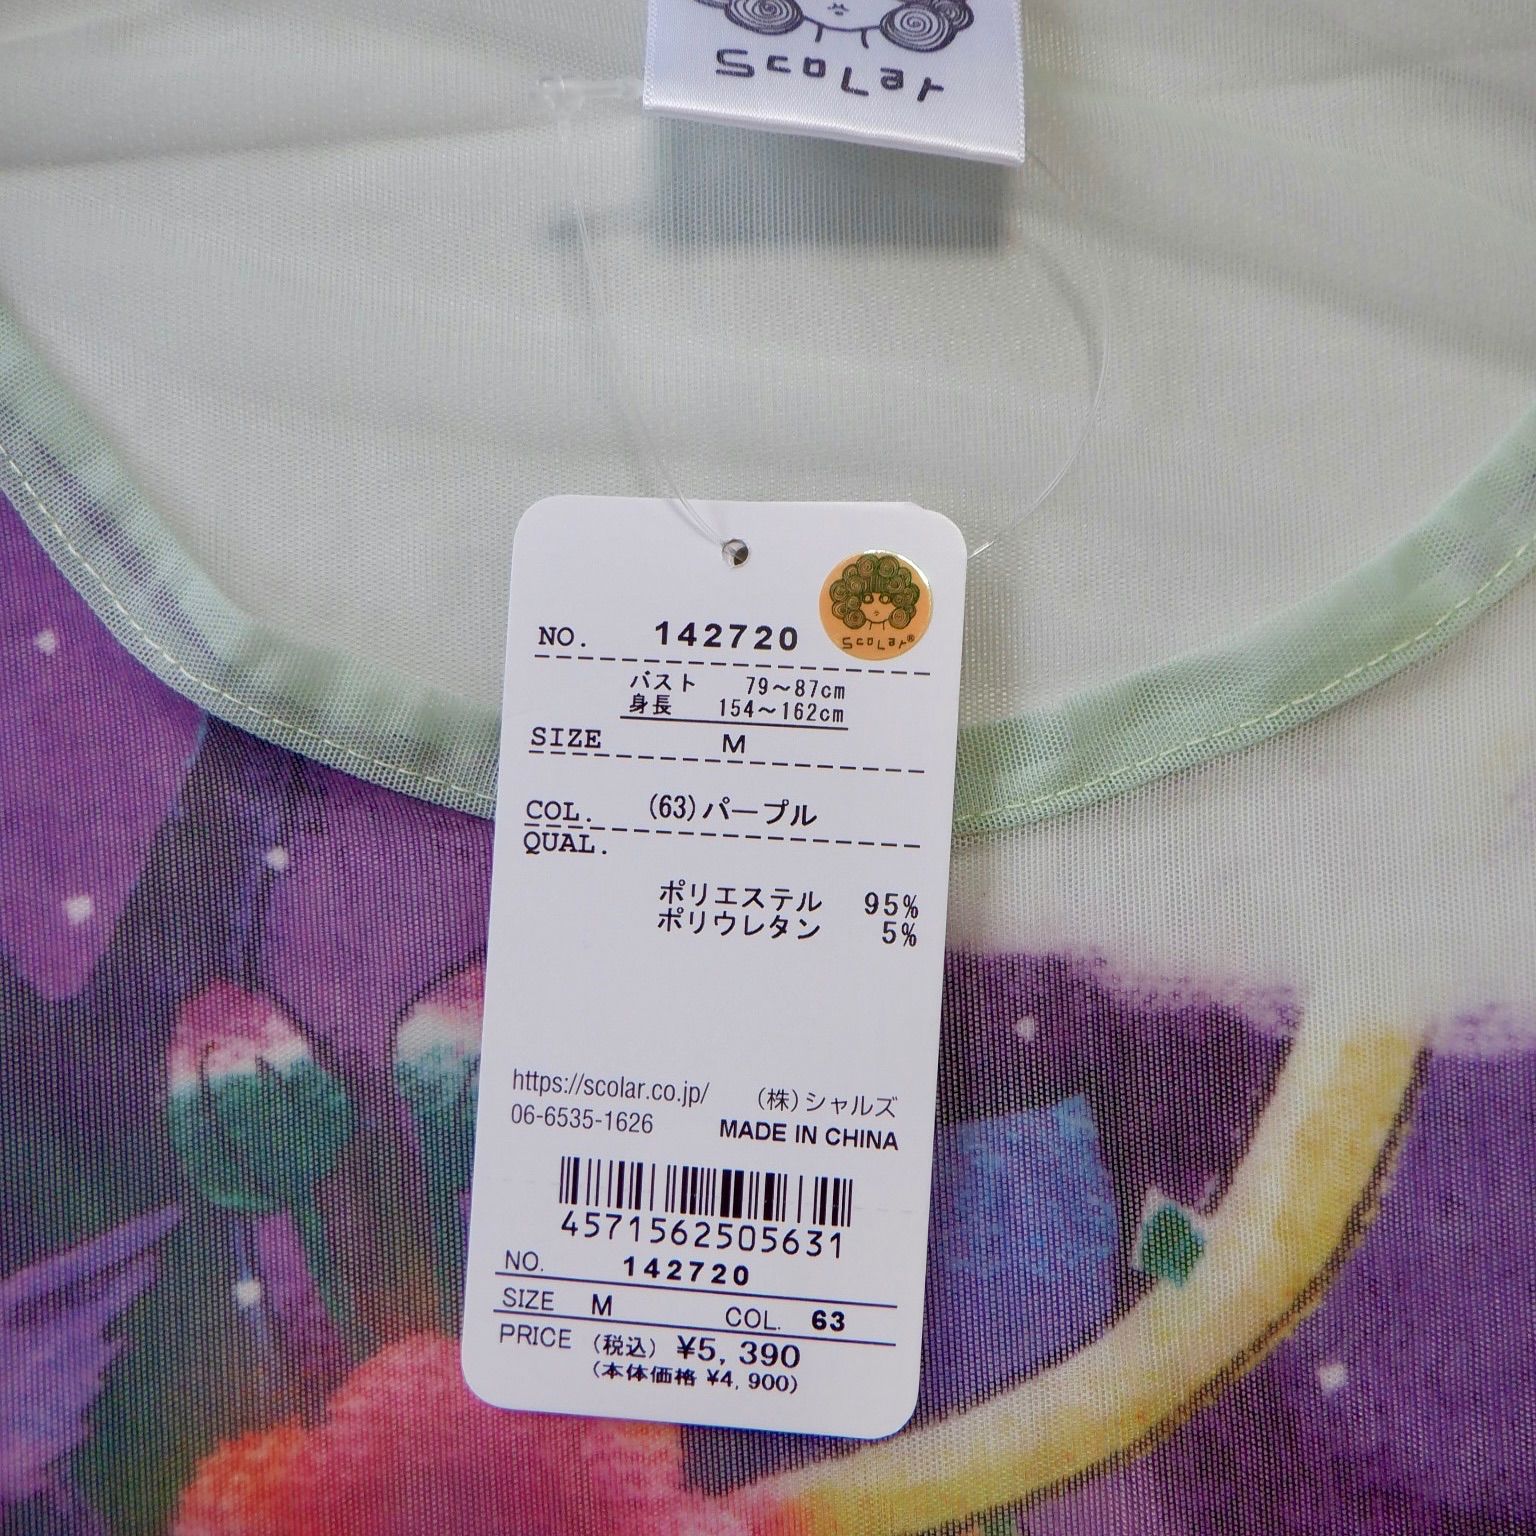 scoLar
NO. 142720
scoLar®
バスト 79～87cm
身長 154～162cm
SIZE M
COL. (63)パープル
QUAL.
ポリエステル 95%
ポリウレタン 5%
https://scolar.co.jp/ (株)シャルズ
06-6535-1626 MADE IN CHINA
4571562505631
NO. 142720
SIZE M COL. 63
PRICE (税込) ¥5,390
(本体価格 ¥4,900)